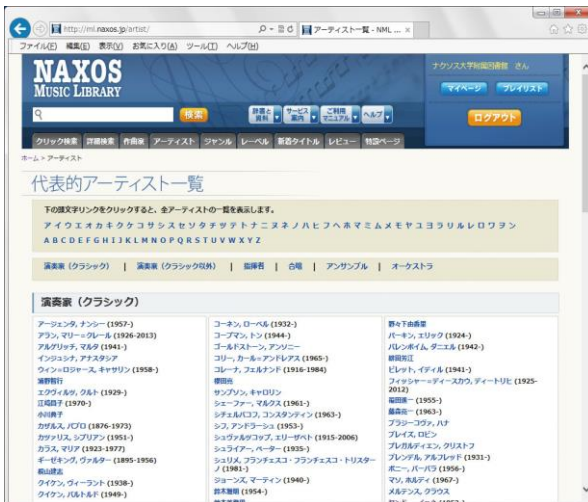 http://ml.naxos.jp/artist/
アーティスト一覧 - NML ...
ファイル(F) 編集(E) 表示(V) お気に入り(A) ツール(T) ヘルプ(H)
NAXOS
MUSIC LIBRARY
ナクソス大学附属図書館 さん
マイページ プレイリスト
検索
辞書と資料 サービス案内 ご利用マニュアル ヘルプ
ログアウト
クリック検索 詳細検索 作曲家 アーティスト ジャンル レーベル 新着タイトル レビュー 特設ページ
ホーム > アーティスト
代表的アーティスト一覧
下の頭文字リンクをクリックすると、全アーティストの一覧を表示します。
ア イ ウ エ オ カ キ ク ケ コ サ シ ス セ ソ タ チ ツ テ ト ナ ニ ヌ ネ ノ ハ ヒ フ ヘ ホ マ ミ ム メ モ ヤ ユ ヨ ラ リ ル レ ロ ワ ヲ ン
A B C D E F G H I J K L M N O P Q R S T U V W X Y Z
演奏家（クラシック） | 演奏家（クラシック以外） | 指揮者 | 合唱 | アンサンブル | オーケストラ
演奏家（クラシック）
アージェンタ, ナンシー (1957-)
アラン, マリー=クレール (1926-2013)
アルゲリッチ, マルタ (1941-)
インジュシナ, アナスタシア
ウィン=ロジャース, キャサリン (1958-)
浦野智行
エクヴィルツ, クルト (1929-)
江崎昌子 (1970-)
小川典子
カザルス, パブロ (1876-1973)
カツァリス, シプリアン (1951-)
カラス, マリア (1923-1977)
ギーゼキング, ヴァルター (1895-1956)
クイケン, ヴィーラント (1938-)
クイケン, バルトルド (1949-)
コーネン, ローベル (1932-)
コープマン, トン (1944-)
ゴールドストーン, アンソニー
コリー, カール=アンドレアス (1965-)
コレーナ, フェルナンド (1916-1984)
櫻田亮
サンプソン, キャロリン
シェーファー, マルクス (1961-)
シチェルバコフ, コンスタンティン (1963-)
シフ, アンドラーシュ (1953-)
シュヴァルツコップ, エリーザベト (1915-2006)
シュライアー, ペーター (1935-)
シュリメ, フランチェスコ・フランチェスコ・トリスターノ (1981-)
ジョーンズ, マーティン (1940-)
鈴木雅明 (1954-)
野々下由香里
パーキン, エリック (1924-)
バレンボイム, ダニエル (1942-)
ビレット, イディル (1941-)
フィッシャー=ディースカウ, ディートリヒ (1925-2012)
福田進一 (1955-)
藤森亮一 (1963-)
ブラシーコヴァ, ハナ
ブレイズ, ロビン
プレガルディエン, クリストフ
ブレンデル, アルフレッド (1931-)
ボニー, バーバラ (1956-)
マソ, ホルディ (1967-)
メルテンス, クラウス